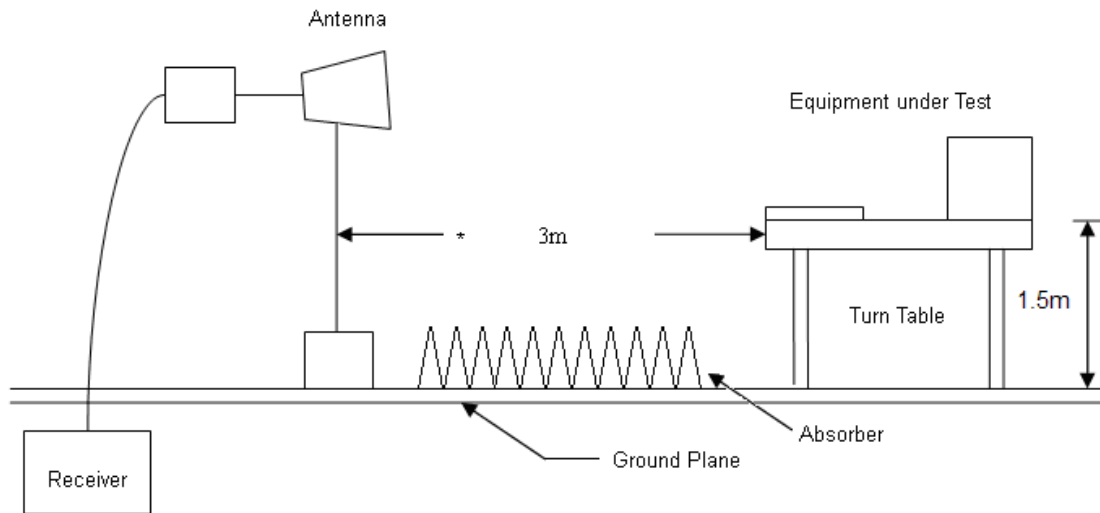 Antenna
Equipment under Test
* 3m
1.5m
Turn Table
Absorber
Ground Plane
Receiver